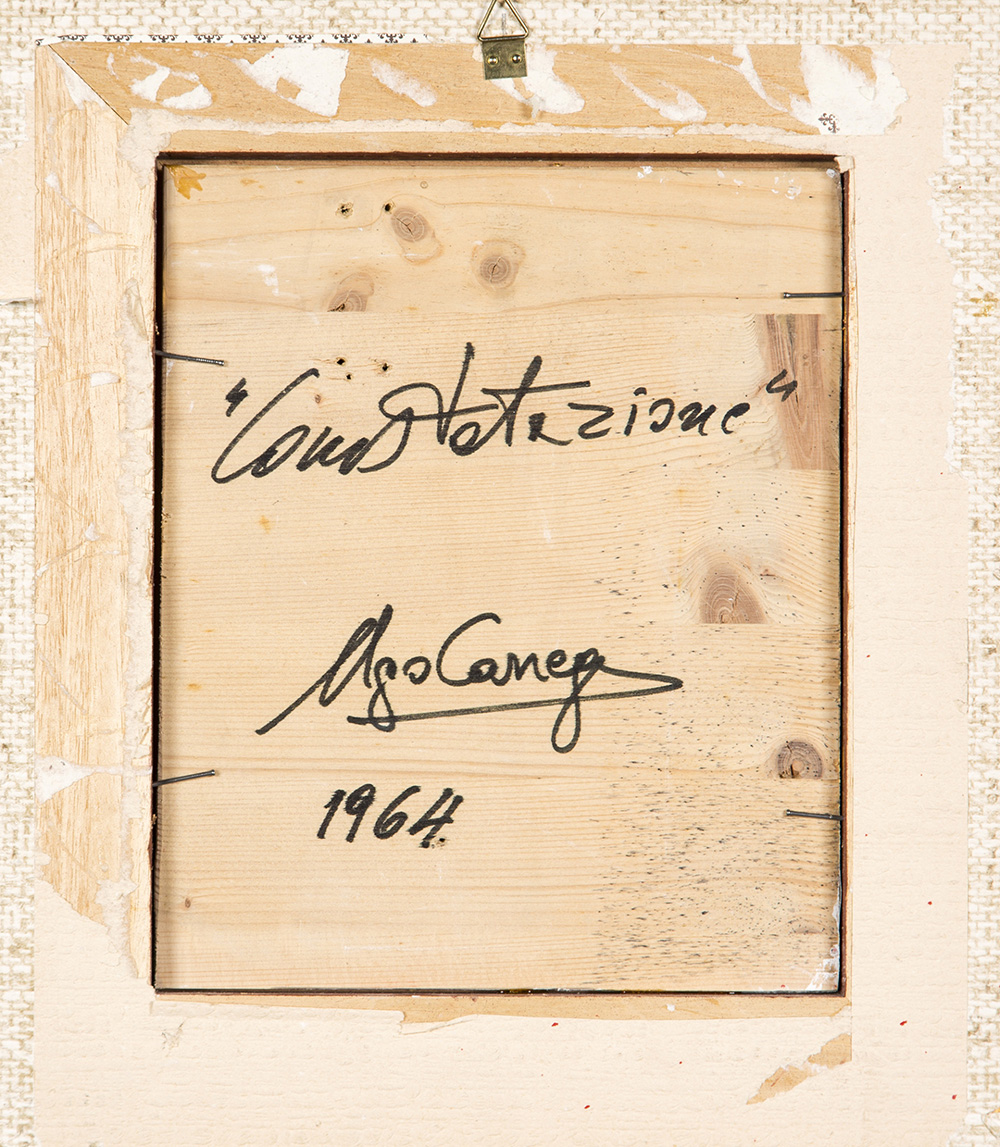 "Constatazione"
Ugo Carrega
1964